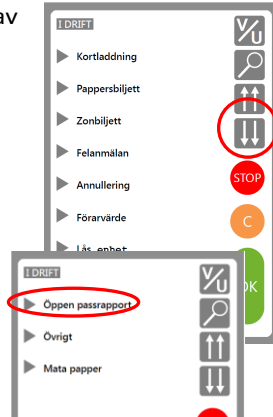 av
I DRIFT
V/U
Kortladdning
Pappersbiljett
Zonbiljett
Felanmälan
STOP
Annullering
Förarvärde
C
Lås enhet
OK
I DRIFT
V/U
Öppen passrapport
Övrigt
Mata papper